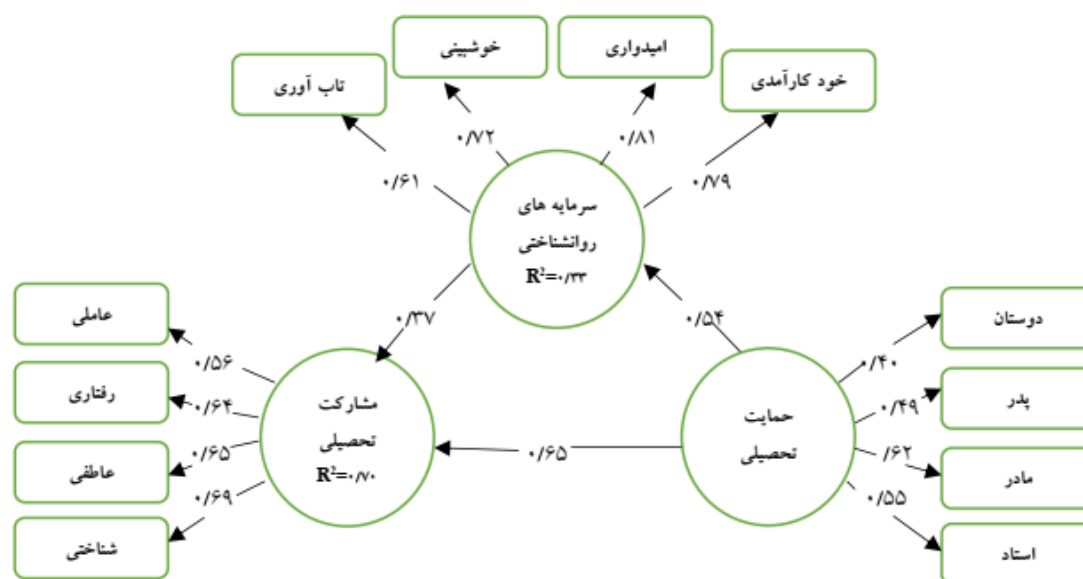 خوشبینی
امیدواری
تاب آوری
خود کارآمدی
۰/۷۲
۰/۸۱
۰/۶۱
۰/۷۹
سرمایه های
روانشناختی
R²=۰/۳۳
عاملی
۰/۳۷
۰/۵۴
دوستان
۰/۵۶
۰/۴۰
رفتاری
۰/۶۴
مشارکت
تحصیلی
R²=۰/۷۰
حمایت
تحصیلی
۰/۴۹
پدر
عاطفی
۰/۶۵
۰/۶۵
/۶۲
مادر
شناختی
۰/۶۹
۰/۵۵
استاد